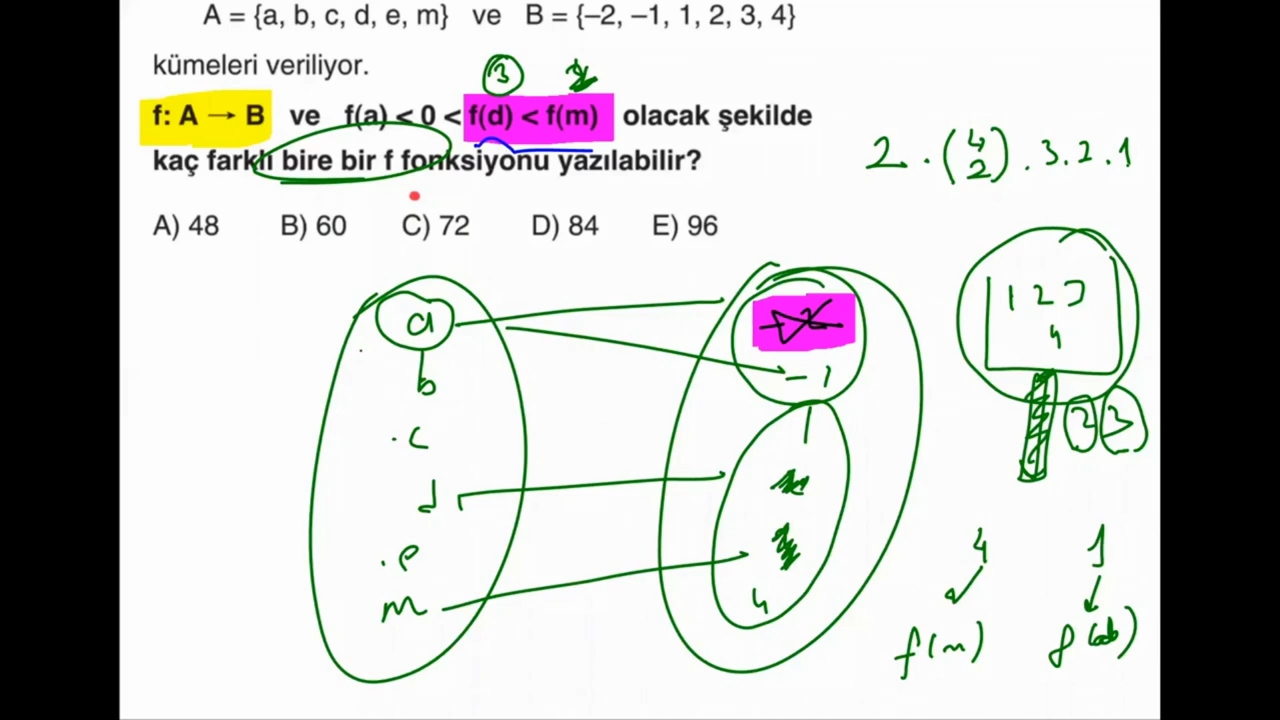 A = {a, b, c, d, e, m} ve B = {–2, –1, 1, 2, 3, 4}
kümeleri veriliyor.
3
f: A → B ve f(a) < 0 < f(d) < f(m) olacak şekilde
kaç farklı bire bir f fonksiyonu yazılabilir?
2 . (4 2) . 3.2.1
A) 48 B) 60 C) 72 D) 84 E) 96
a
b
c
d
e
m
–1
1
4
1 2 3
4
2 3
4 1
f(m)